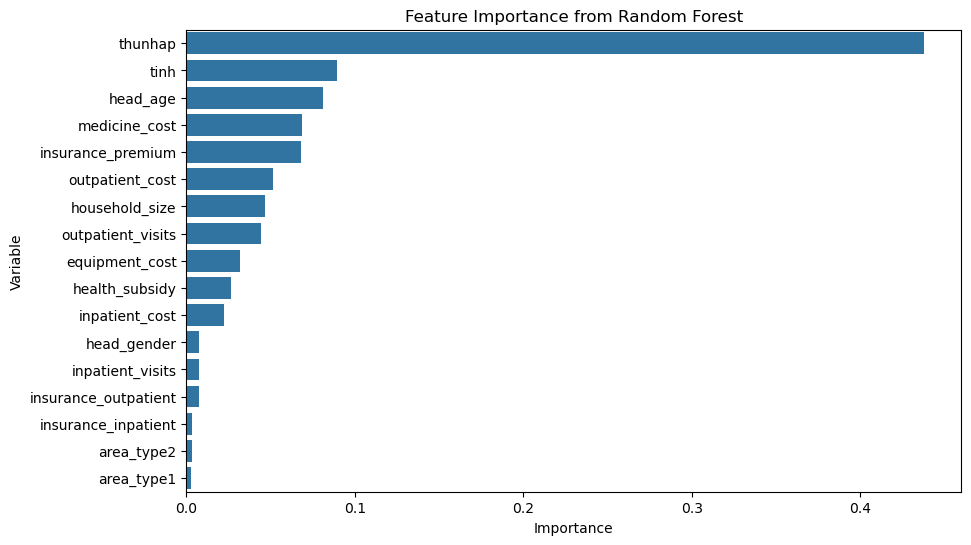 Feature Importance from Random Forest
Variable
thunhap
tinh
head_age
medicine_cost
insurance_premium
outpatient_cost
household_size
outpatient_visits
equipment_cost
health_subsidy
inpatient_cost
head_gender
inpatient_visits
insurance_outpatient
insurance_inpatient
area_type2
area_type1
0.0 0.1 0.2 0.3 0.4
Importance